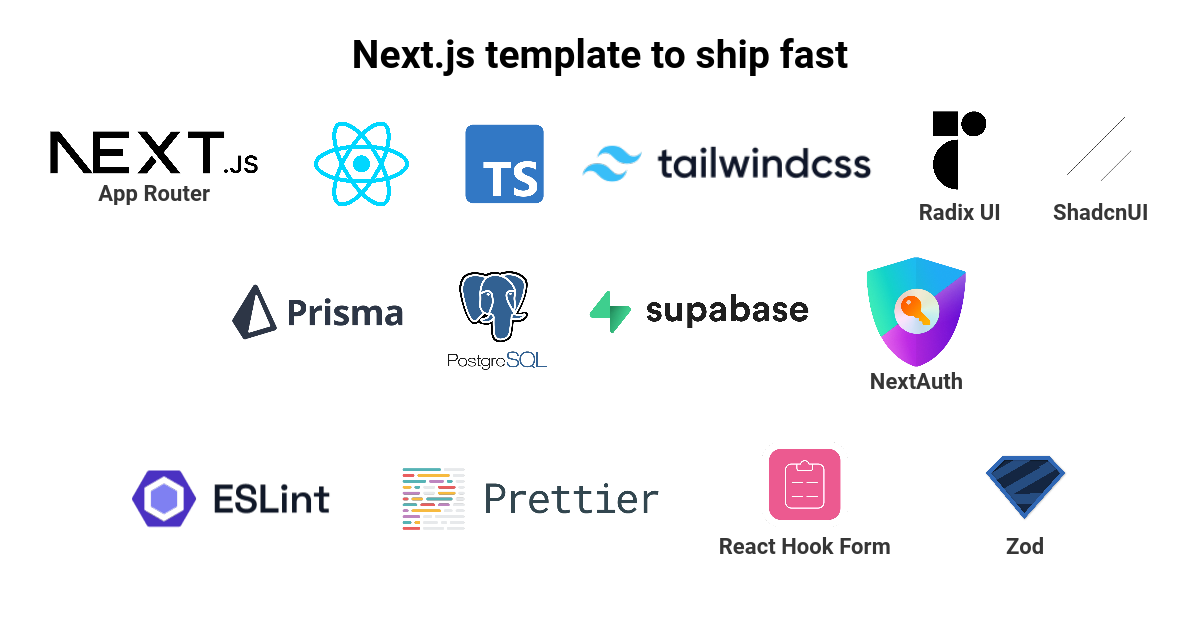 Next.js template to ship fast
NEXT.JS
App Router
TS
tailwindcss
Radix UI
ShadcnUI
Prisma
PostgreSQL
supabase
NextAuth
ESLint
Prettier
React Hook Form
Zod